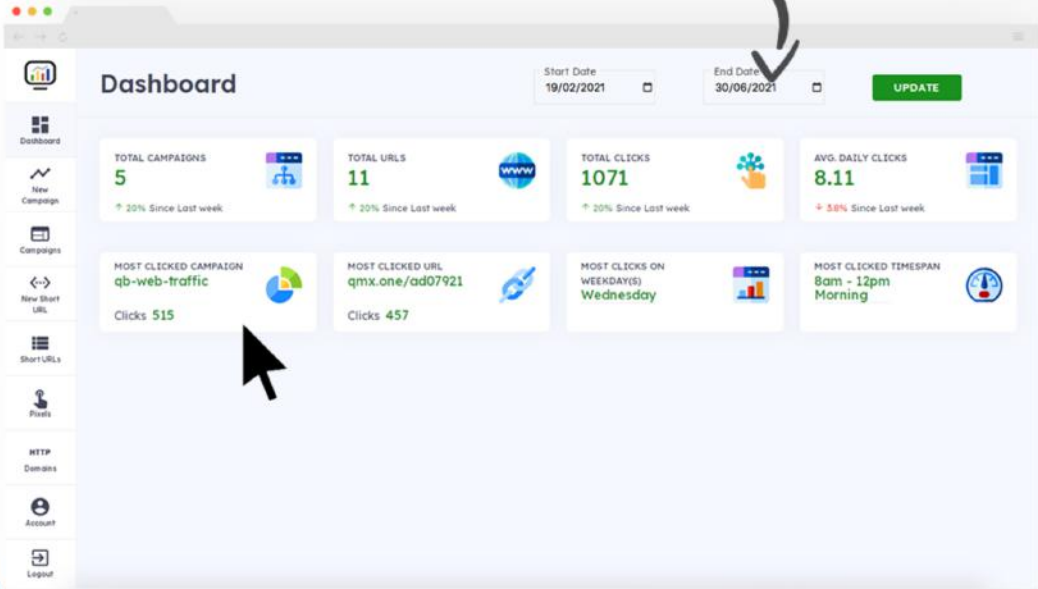 Dashboard
Start Date
19/02/2021
End Date
30/06/2021
UPDATE
Dashboard
New
Campaign
Campaigns
New Short
URL
Short URLs
Pixels
HTTP
Domains
Account
Logout
TOTAL CAMPAIGNS
5
↑ 20% Since Last week
TOTAL URLS
11
↑ 20% Since Last week
TOTAL CLICKS
1071
↑ 20% Since Last week
AVG. DAILY CLICKS
8.11
↓ 3.8% Since Last week
MOST CLICKED CAMPAIGN
qb-web-traffic
Clicks 515
MOST CLICKED URL
qmx.one/ad07921
Clicks 457
MOST CLICKS ON
WEEKDAY(S)
Wednesday
MOST CLICKED TIMESPAN
8am - 12pm
Morning
www